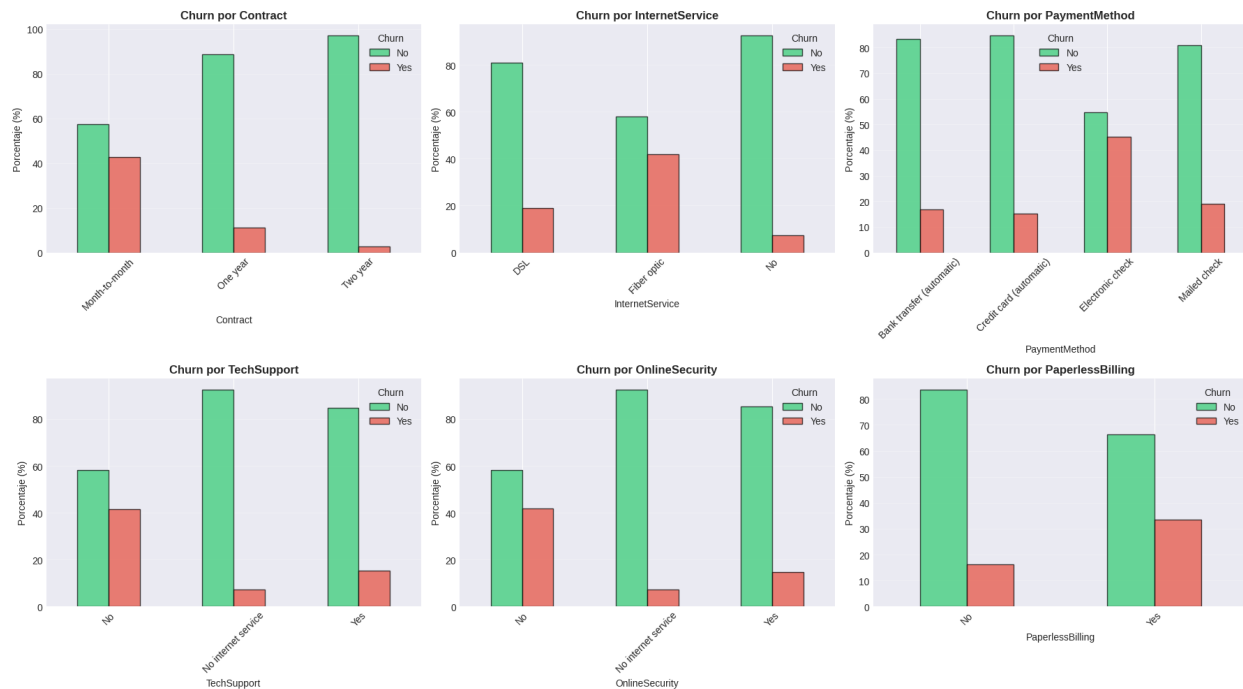 Churn por Contract
Porcentaje (%)
100
80
60
40
20
0
Churn
No
Yes
Month-to-month
One year
Two year
Contract
Churn por InternetService
Porcentaje (%)
80
60
40
20
0
Churn
No
Yes
DSL
Fiber optic
No
InternetService
Churn por PaymentMethod
Porcentaje (%)
80
70
60
50
40
30
20
10
0
Churn
No
Yes
Bank transfer (automatic)
Credit card (automatic)
Electronic check
Mailed check
PaymentMethod
Churn por TechSupport
Porcentaje (%)
80
60
40
20
0
Churn
No
Yes
No
No internet service
Yes
TechSupport
Churn por OnlineSecurity
Porcentaje (%)
80
60
40
20
0
Churn
No
Yes
No
No internet service
Yes
OnlineSecurity
Churn por PaperlessBilling
Porcentaje (%)
80
70
60
50
40
30
20
10
0
Churn
No
Yes
No
Yes
PaperlessBilling